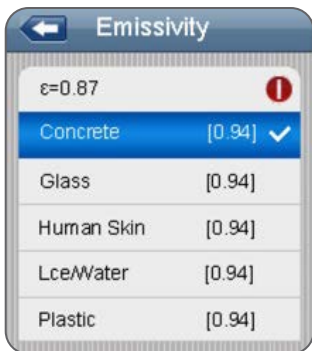 Emissivity
ε=0.87
Concrete [0.94]
Glass [0.94]
Human Skin [0.94]
Lce/Water [0.94]
Plastic [0.94]